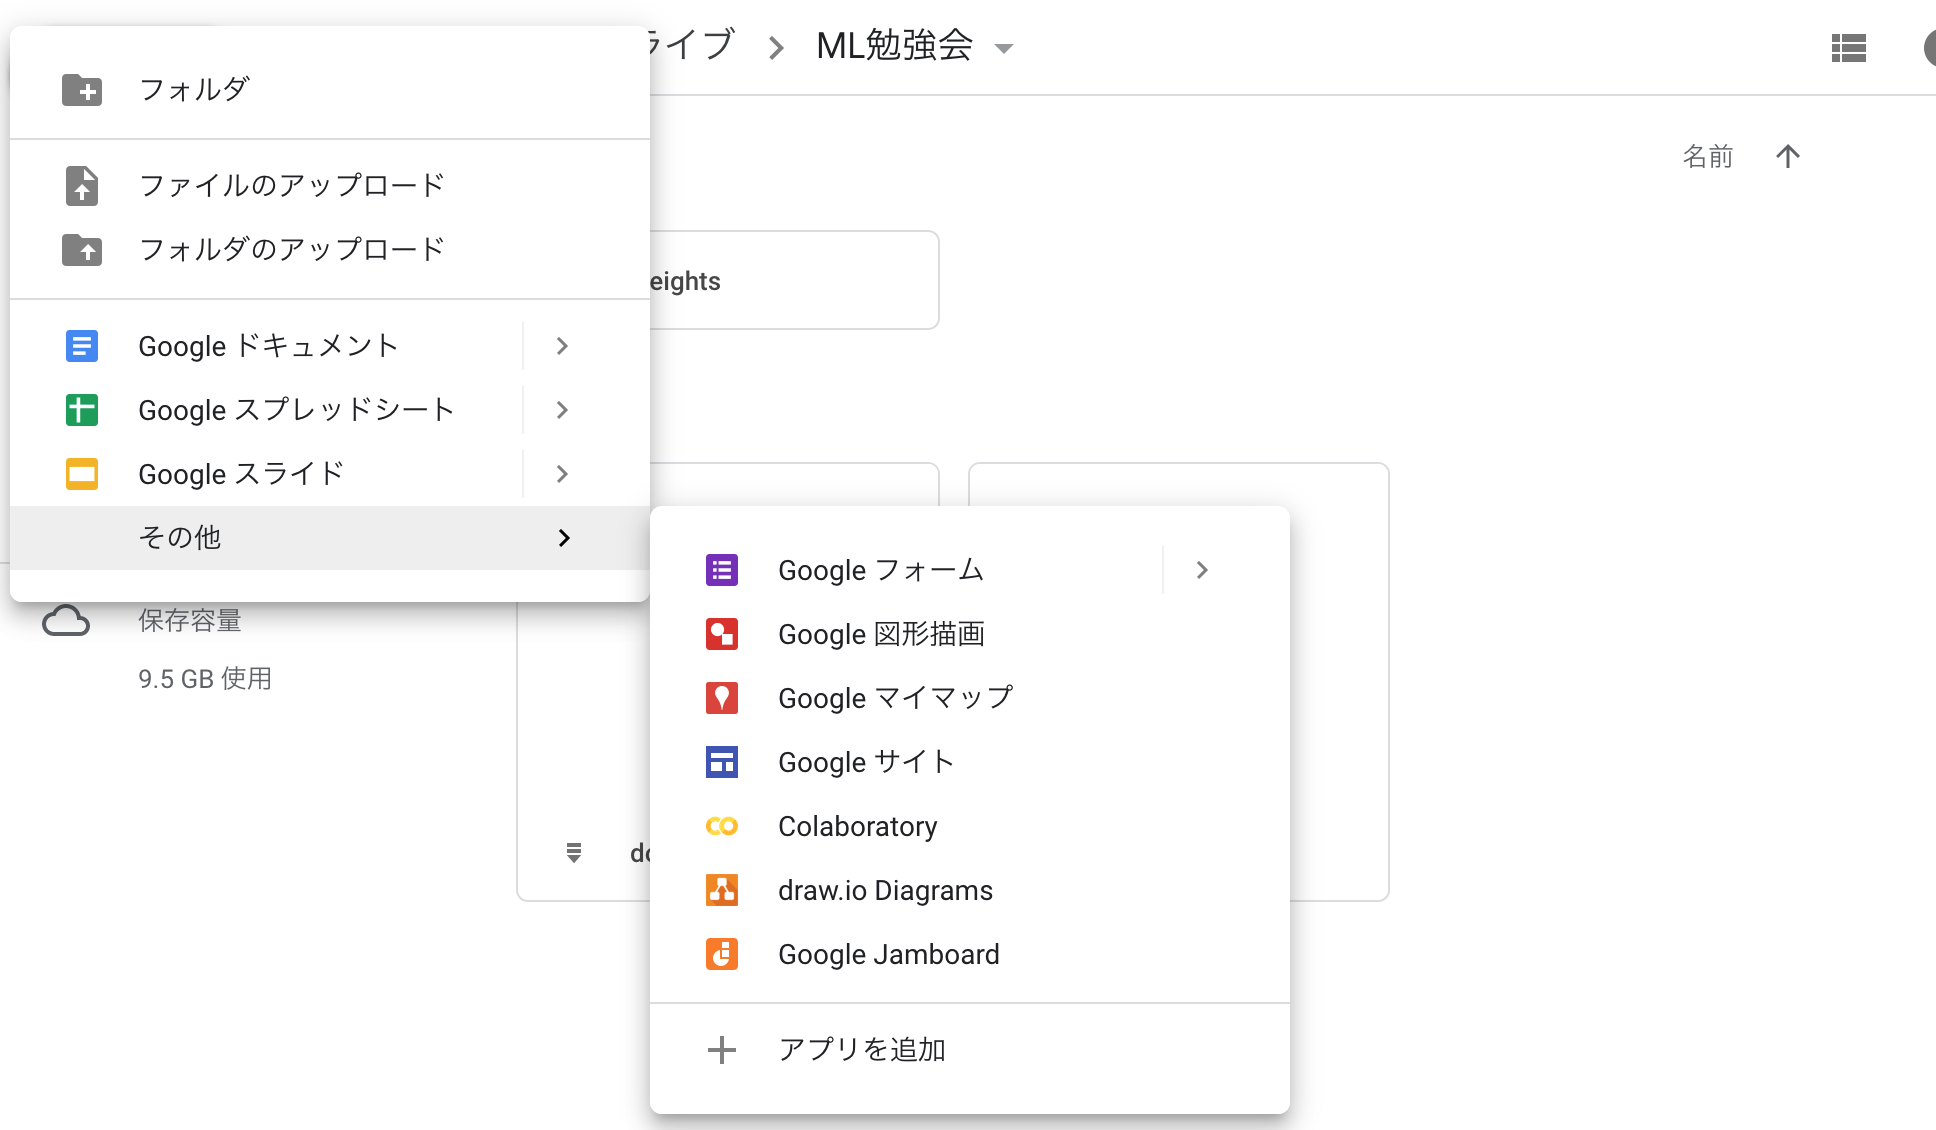 ライブ
ML勉強会
フォルダ
ファイルのアップロード
フォルダのアップロード
Google ドキュメント
Google スプレッドシート
Google スライド
その他
名前
eights
保存容量
9.5 GB 使用
Google フォーム
Google 図形描画
Google マイマップ
Google サイト
Colaboratory
draw.io Diagrams
Google Jamboard
アプリを追加